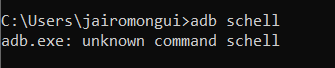 C:\Users\jairomongui>adb schell
adb.exe: unknown command schell